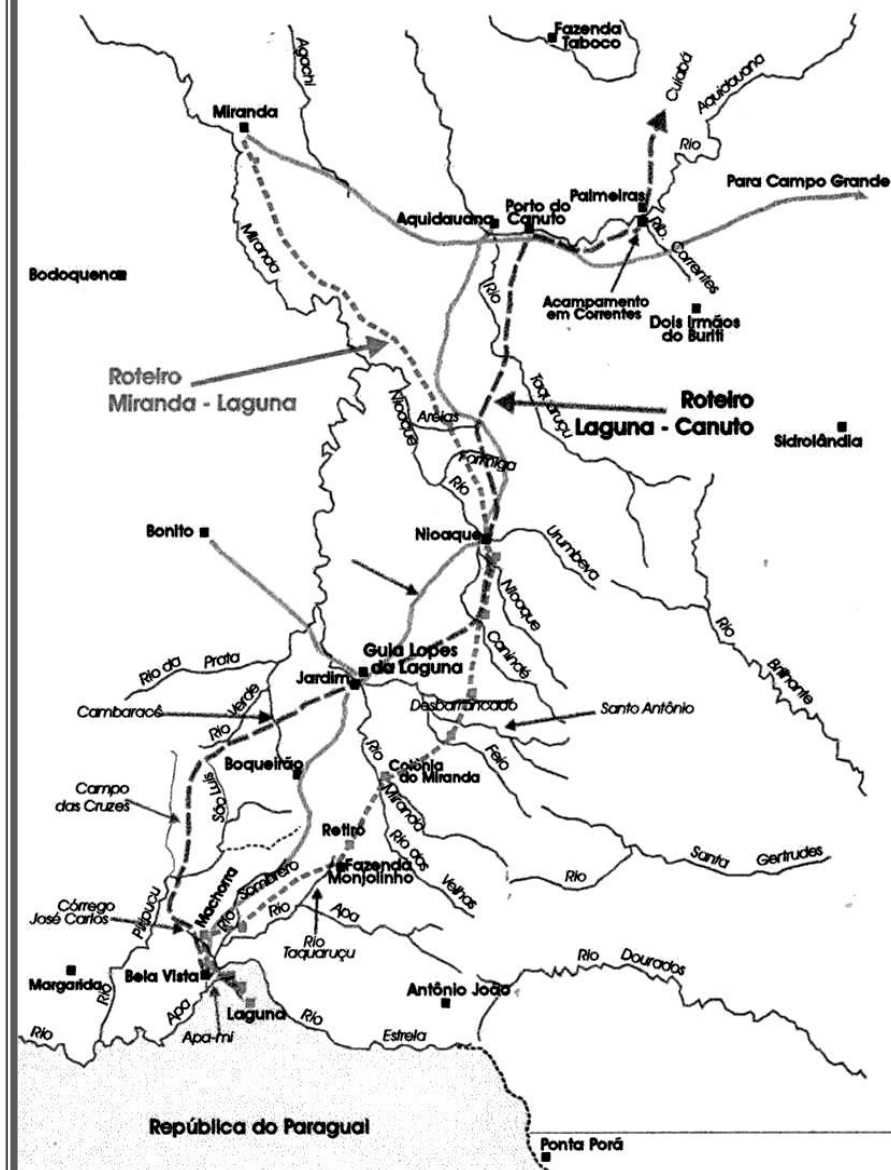 Fazenda
Taboco
Agachi
Cuiabá
Aquidauana
Miranda
Rio
Para Campo Grande
Palmeiras
Porto do
Canuto
Aquidauana
Rib. Correntes
Miranda
Rio
Bodoquena
Acampamento
em Correntes
Dois Irmãos
do Buriti
Roteiro
Miranda - Laguna
Taquaruçu
Nioaque
Roteiro
Laguna - Canuto
Areias
Sidrolândia
Formiga
Rio
Bonito
Nioaque
Urumbeva
Nioaque
Rio
Brilhante
Canindé
Guia Lopes
da Laguna
Rio da Prata
Jardim
Desbarrancado
Santo Antônio
Cambaracê
Rio Verde
Rio
Feio
Colônia
do Miranda
Boqueirão
São Luís
Campo
das Cruzes
Miranda
Retiro
Rio das Velhas
Rio
Santa Gertrudes
Fazenda
Monjolinho
Machorra
Rio Sombrero
Córrego
José Carlos
Piripucu
Rio
Apa
Rio
Taquaruçu
Rio Dourados
Margarida
Rio
Bela Vista
Antônio João
Laguna
Apa
Rio
Rio
Apa-mi
Estrela
República do Paraguai
Ponta Porá